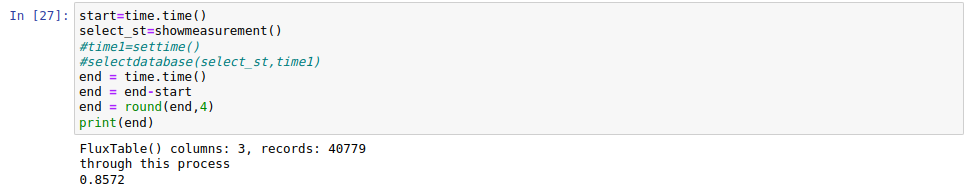 In [27]: start=time.time()
select_st=showmeasurement()
#time1=settime()
#selectdatabase(select_st,time1)
end = time.time()
end = end-start
end = round(end,4)
print(end)
FluxTable() columns: 3, records: 40779
through this process
0.8572